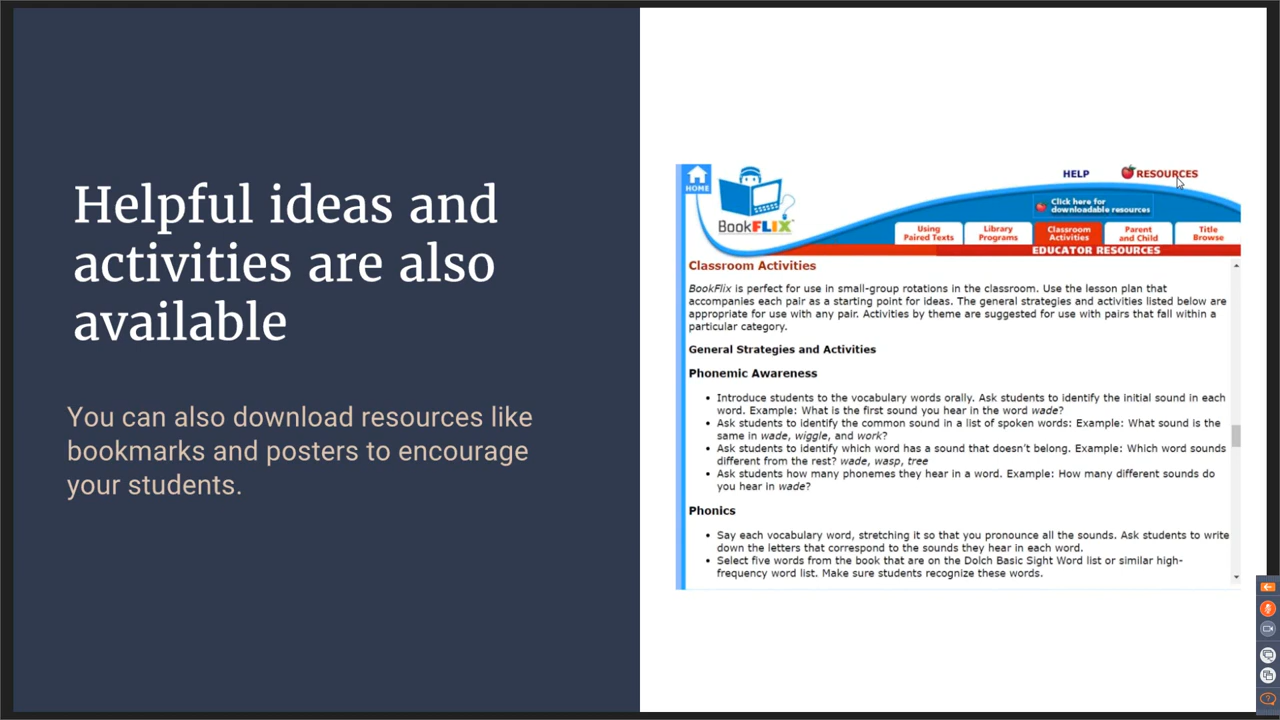 Helpful ideas and
activities are also
available
You can also download resources like
bookmarks and posters to encourage
your students.
HOME
BookFLIX
HELP
RESOURCES
Click here for
downloadable resources
Using
Paired Texts
Library
Programs
Classroom
Activities
Parent
and Child
Title
Browse
EDUCATOR RESOURCES
Classroom Activities
BookFlix is perfect for use in small-group rotations in the classroom. Use the lesson plan that
accompanies each pair as a starting point for ideas. The general strategies and activities listed below are
appropriate for use with any pair. Activities by theme are suggested for use with pairs that fall within a
particular category.
General Strategies and Activities
Phonemic Awareness
• Introduce students to the vocabulary words orally. Ask students to identify the initial sound in each
word. Example: What is the first sound you hear in the word wade?
• Ask students to identify the common sound in a list of spoken words: Example: What sound is the
same in wade, wiggle, and work?
• Ask students to identify which word has a sound that doesn't belong. Example: Which word sounds
different from the rest? wade, wasp, tree
• Ask students how many phonemes they hear in a word. Example: How many different sounds do
you hear in wade?
Phonics
• Say each vocabulary word, stretching it so that you pronounce all the sounds. Ask students to write
down the letters that correspond to the sounds they hear in each word.
• Select five words from the book that are on the Dolch Basic Sight Word list or similar high-
frequency word list. Make sure students recognize these words.